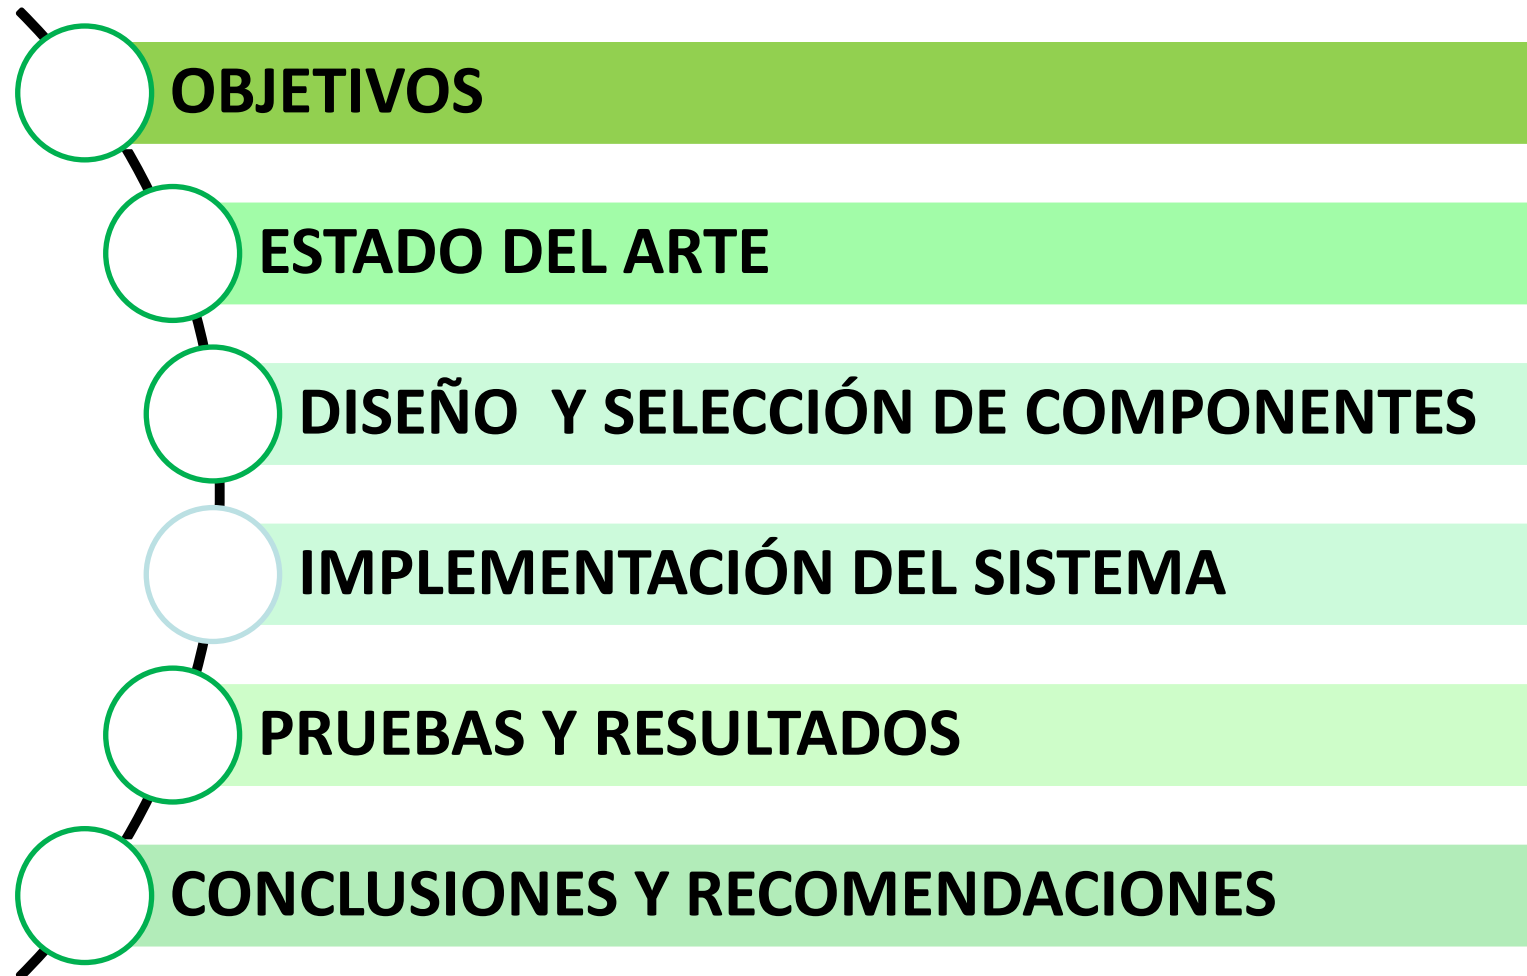 OBJETIVOS
ESTADO DEL ARTE
DISEÑO  Y SELECCIÓN DE COMPONENTES
IMPLEMENTACIÓN DEL SISTEMA
PRUEBAS Y RESULTADOS
CONCLUSIONES Y RECOMENDACIONES